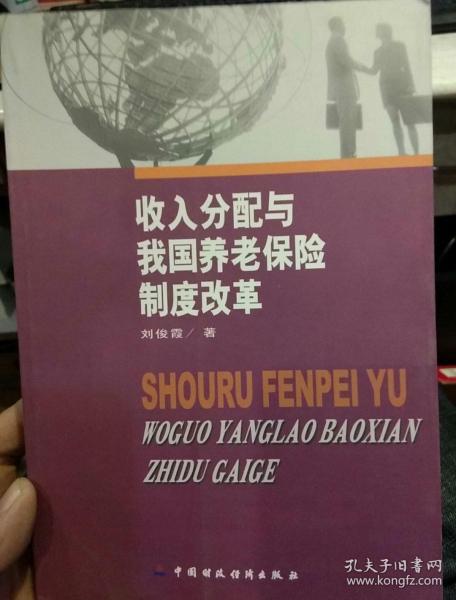 收入分配与
我国养老保险
制度改革
刘俊霞/著
SHOURU FENPEI YU
WOGUO YANGLAO BAOXIAN
ZHIDU GAIGE
中国财政经济出版社
孔夫子旧书网
www.kongfz.com